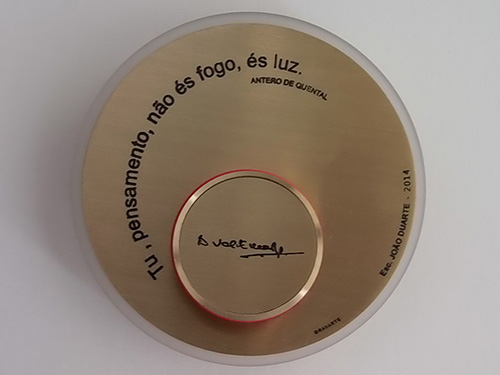 Tu, pensamento, não és fogo, és luz.
ANTERO DE QUENTAL
Esc. JOÃO DUARTE - 2014